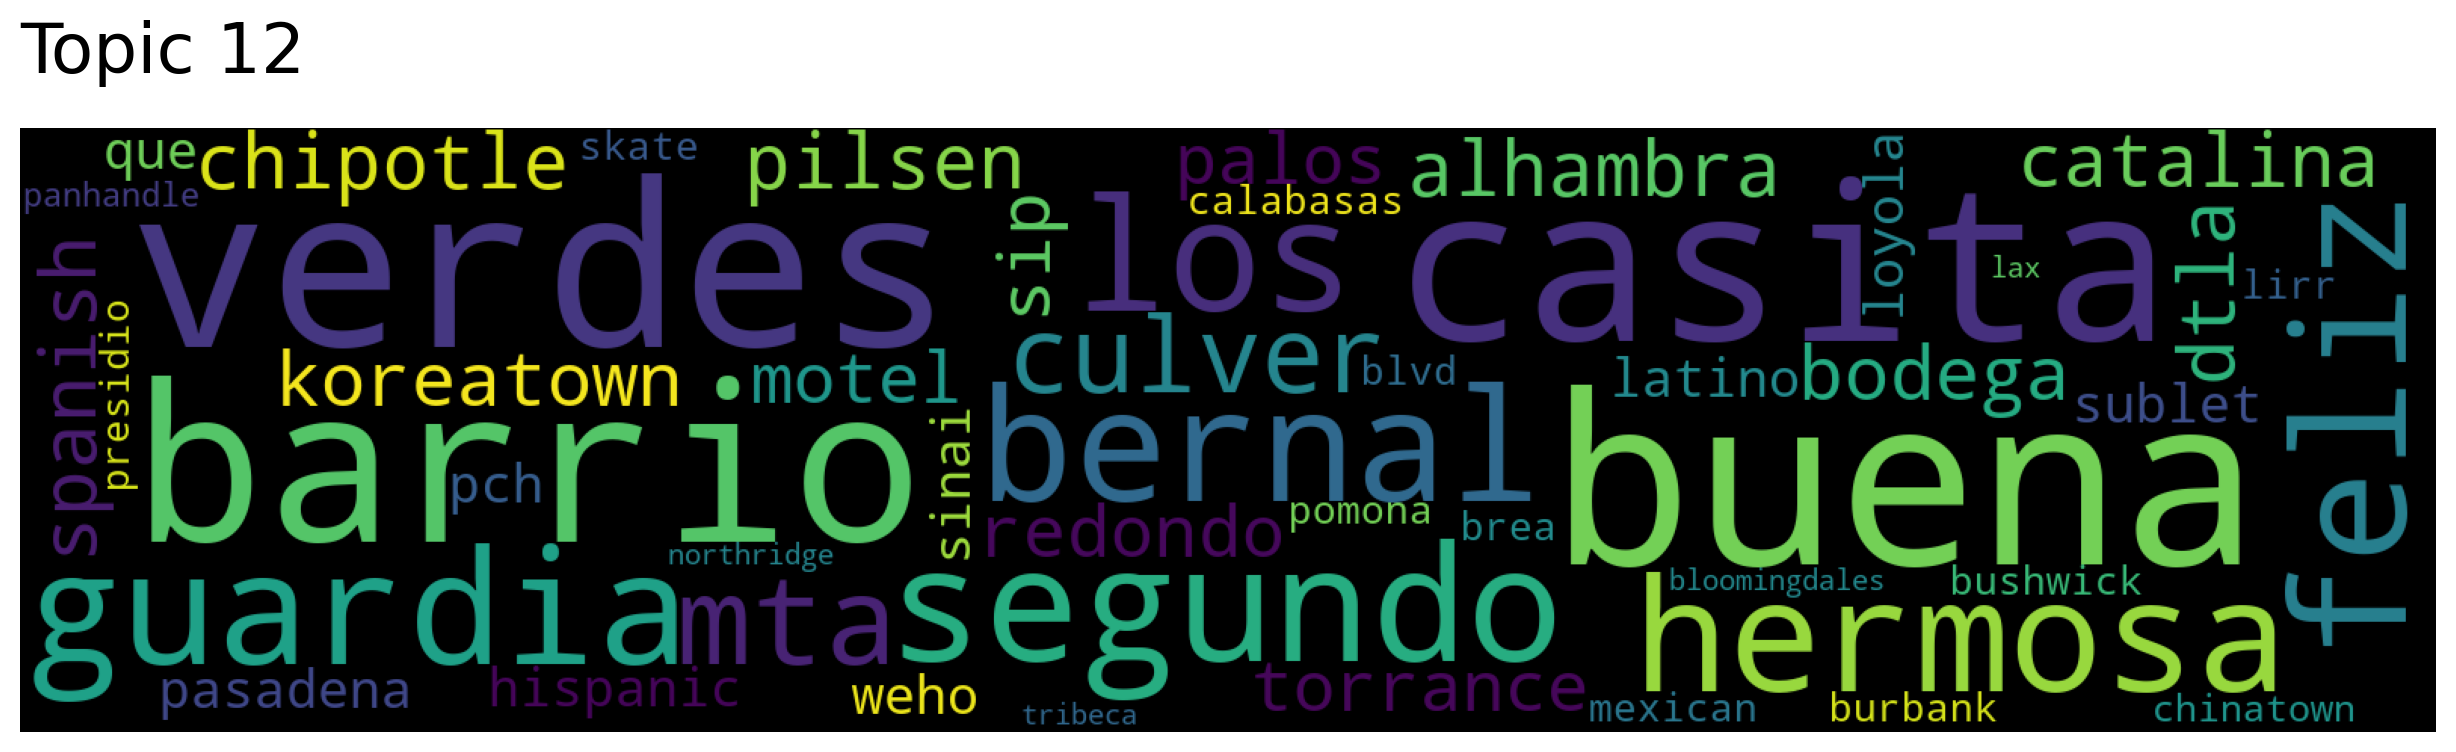 Topic 12
que
chipotle
skate
pilsen
palos
alhambra
loyola
catalina
panhandle
calabasas
verdes
sip
los
casita
lax
dtla
lirr
feliz
spanish
presidio
koreatown
motel
culver
blvd
latino
bodega
sublet
barrio
pch
sinai
bernal
buena
redondo
pomona
brea
northridge
guardia
mta
segundo
bloomingdales
bushwick
hermosa
pasadena
hispanic
weho
tribeca
torrance
mexican
burbank
chinatown